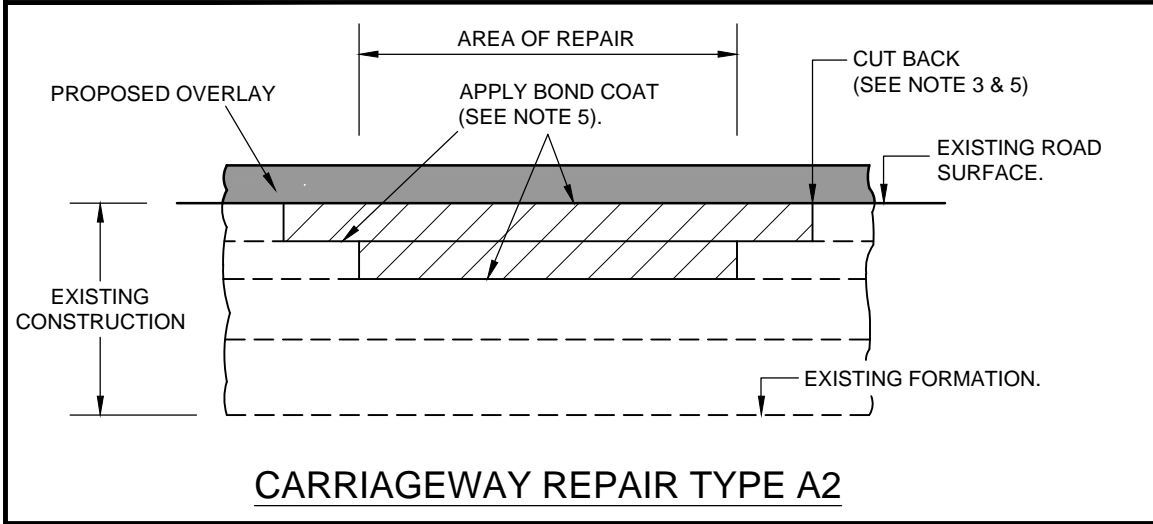 AREA OF REPAIR
CUT BACK
(SEE NOTE 3 & 5)
PROPOSED OVERLAY
APPLY BOND COAT
(SEE NOTE 5).
EXISTING ROAD
SURFACE.
EXISTING
CONSTRUCTION
EXISTING FORMATION.
CARRIAGEWAY REPAIR TYPE A2